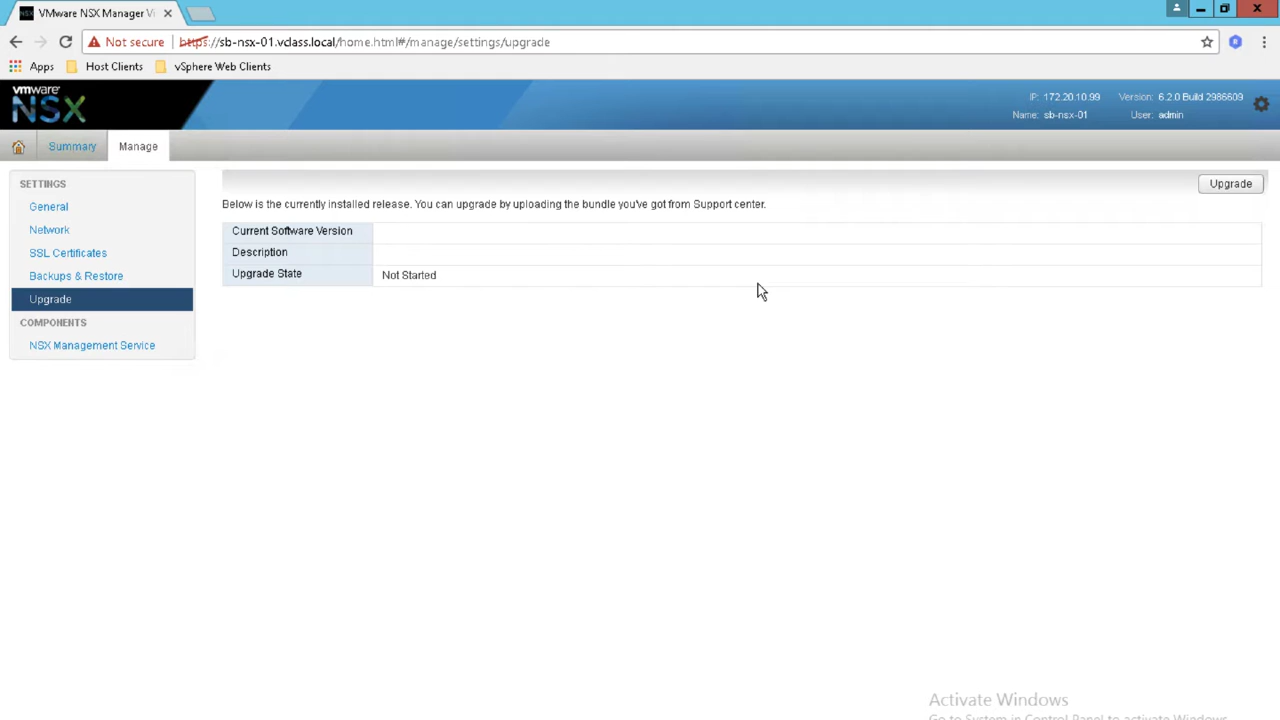 VMware NSX Manager Vi
Not secure https://sb-nsx-01.vclass.local/home.html#/manage/settings/upgrade
Apps Host Clients vSphere Web Clients
vmware
NSX
IP: 172.20.10.99 Version: 6.2.0 Build 2986609
Name: sb-nsx-01 User: admin
Summary Manage
SETTINGS
General
Network
SSL Certificates
Backups & Restore
Upgrade
COMPONENTS
NSX Management Service
Upgrade
Below is the currently installed release. You can upgrade by uploading the bundle you've got from Support center.
Current Software Version
Description
Upgrade State Not Started
Activate Windows
Go to System in Control Panel to activate Windows.